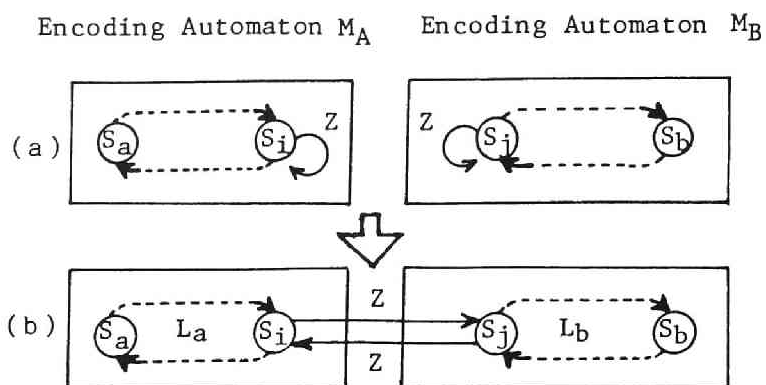 Encoding Automaton M_A Encoding Automaton M_B
(a) S_a S_i Z Z S_j S_b
Z
(b) S_a L_a S_i S_j L_b S_b
Z